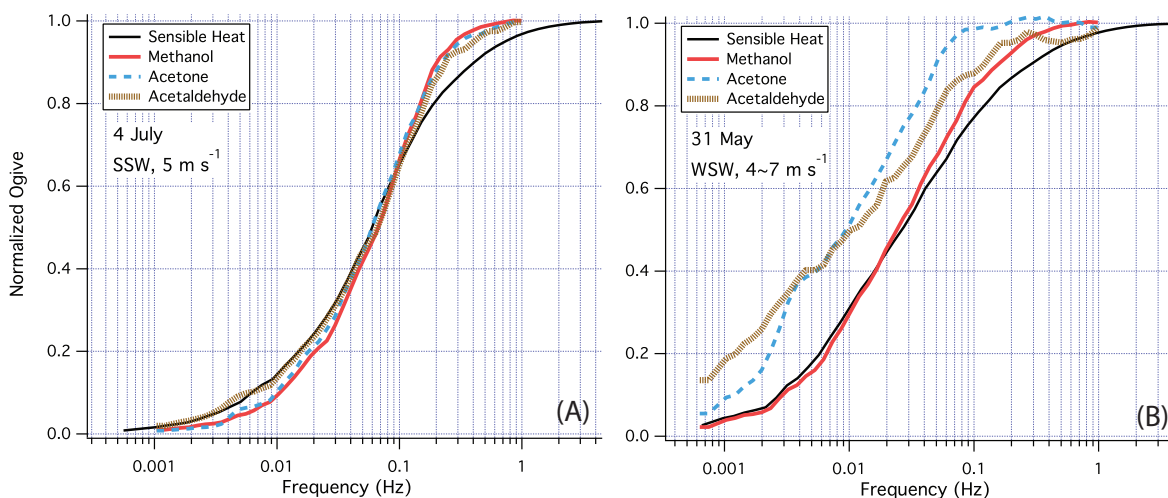 Normalized Ogive
1.0
0.8
0.6
0.4
0.2
0.0
Sensible Heat
Methanol
Acetone
Acetaldehyde
4 July
SSW, 5 m s⁻¹
(A)
0.001
0.01
0.1
1
Frequency (Hz)
1.0
0.8
0.6
0.4
0.2
0.0
Sensible Heat
Methanol
Acetone
Acetaldehyde
31 May
WSW, 4~7 m s⁻¹
(B)
0.001
0.01
0.1
1
Frequency (Hz)